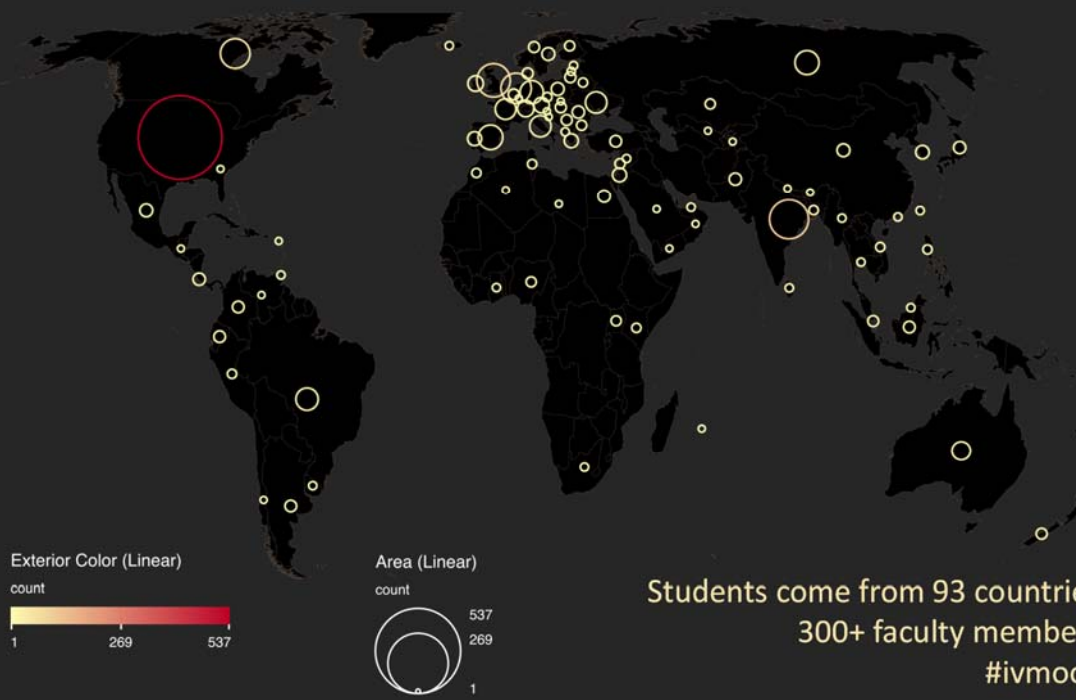 Exterior Color (Linear)
count
1 269 537
Area (Linear)
count
537
269
1
Students come from 93 countrie
300+ faculty membe
#ivmoo